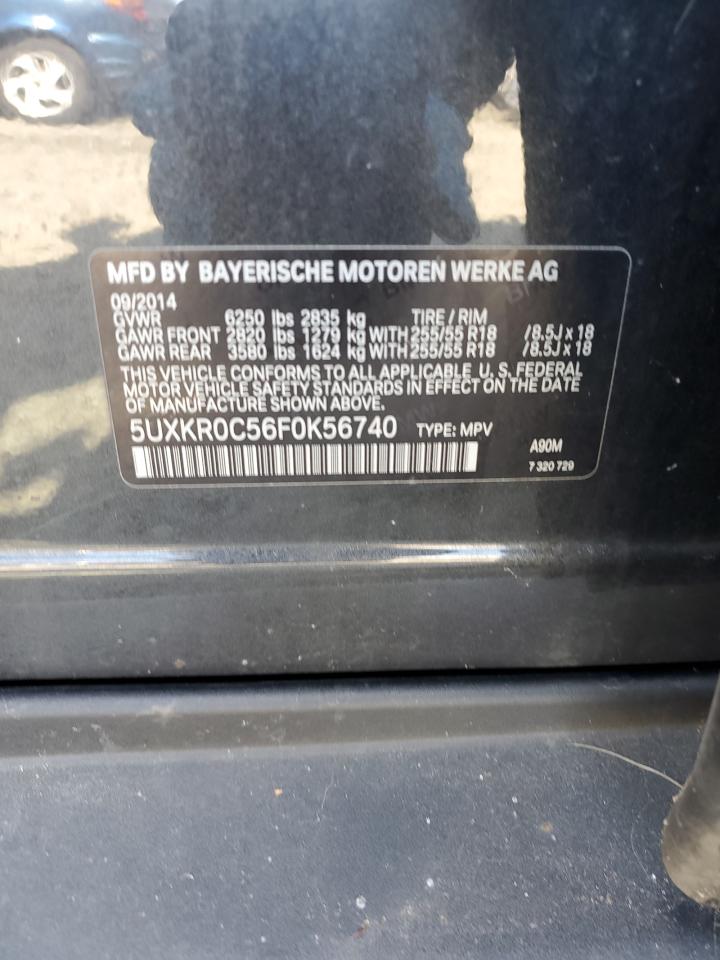 MFD BY BAYERISCHE MOTOREN WERKE AG
09/2014
GVWR 6250 lbs 2835 kg TIRE / RIM
GAWR FRONT 2820 lbs 1279 kg WITH 255/55 R18 /8.5J x 18
GAWR REAR 3580 lbs 1624 kg WITH 255/55 R18 /8.5J x 18
THIS VEHICLE CONFORMS TO ALL APPLICABLE U. S. FEDERAL
MOTOR VEHICLE SAFETY STANDARDS IN EFFECT ON THE DATE
OF MANUFACTURE SHOWN ABOVE.
5UXKR0C56F0K56740 TYPE: MPV
A90M
7 320 729